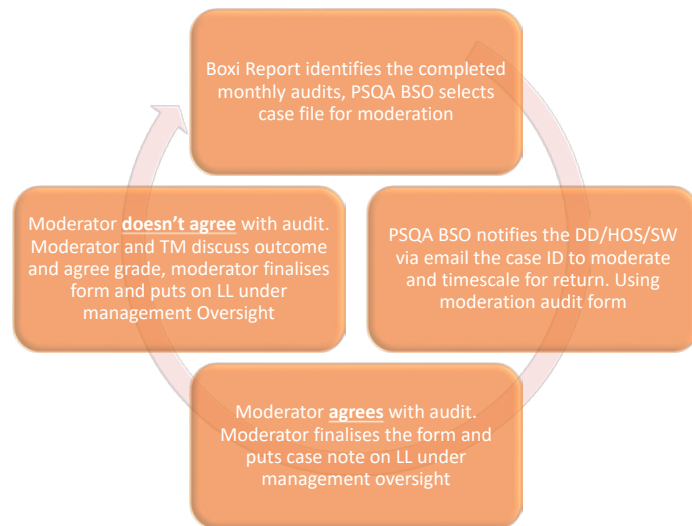 Boxi Report identifies the completed
monthly audits, PSQA BSO selects
case file for moderation
PSQA BSO notifies the DD/HOS/SW
via email the case ID to moderate
and timescale for return. Using
moderation audit form
Moderator agrees with audit.
Moderator finalises the form and
puts case note on LL under
management oversight
Moderator doesn’t agree with audit.
Moderator and TM discuss outcome
and agree grade, moderator finalises
form and puts on LL under
management Oversight